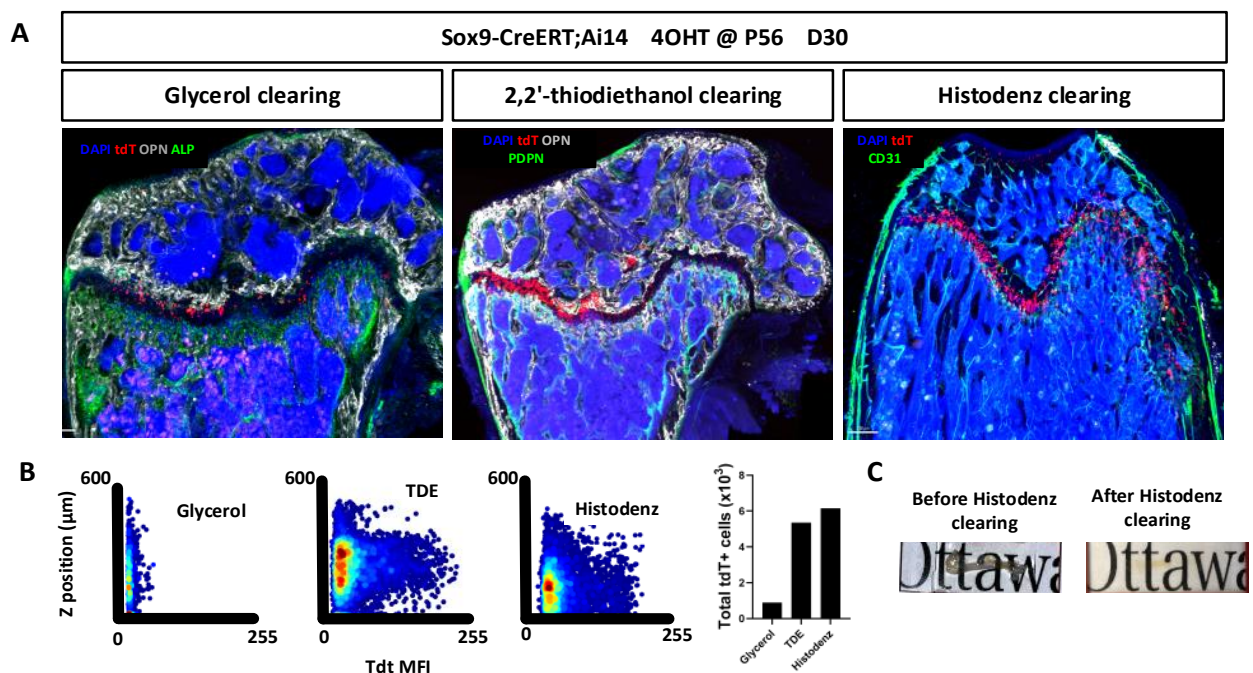 A
Sox9-CreERT;Ai14 4OHT @ P56 D30
Glycerol clearing
2,2'-thiodiethanol clearing
Histodenz clearing
DAPI tdT OPN ALP
DAPI tdT OPN
PDPN
DAPI tdT
CD31
B
Z position (µm)
600
Glycerol
0
255
600
TDE
0
255
600
Histodenz
0
255
Tdt MFI
Total tdT+ cells (x10³)
8
6
4
2
0
Glycerol
TDE
Histodenz
C
Before Histodenz
clearing
After Histodenz
clearing
Ottawa
Ottawa